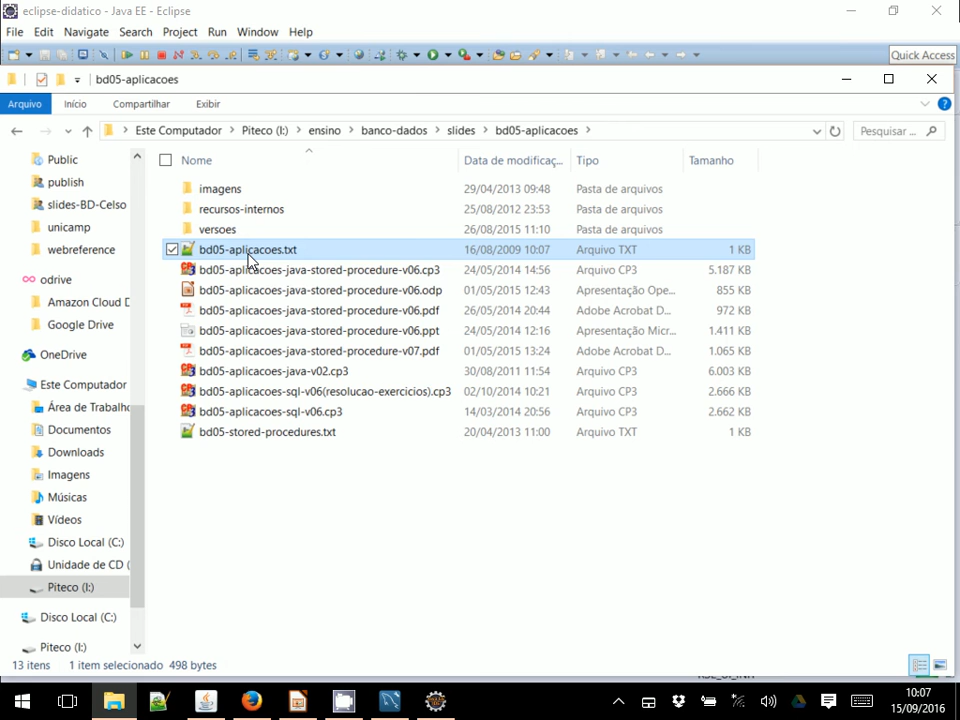 eclipse-didatico - Java EE - Eclipse
File Edit Navigate Search Project Run Window Help
Quick Access
bd05-aplicacoes
Arquivo Início Compartilhar Exibir
Este Computador Piteco (I:) ensino banco-dados slides bd05-aplicacoes Pesquisar ...
Public
publish
slides-BD-Celso
unicamp
webreference
odrive
Amazon Cloud D
Google Drive
OneDrive
Este Computador
Área de Trabalho
Documentos
Downloads
Imagens
Músicas
Vídeos
Disco Local (C:)
Unidade de CD (
Piteco (I:)
Disco Local (C:)
Piteco (I:)
Nome Data de modificaç... Tipo Tamanho
imagens 29/04/2013 09:48 Pasta de arquivos
recursos-internos 25/08/2012 23:53 Pasta de arquivos
versoes 26/08/2015 11:10 Pasta de arquivos
bd05-aplicacoes.txt 16/08/2009 10:07 Arquivo TXT 1 KB
bd05-aplicacoes-java-stored-procedure-v06.cp3 24/05/2014 14:56 Arquivo CP3 5.187 KB
bd05-aplicacoes-java-stored-procedure-v06.odp 01/05/2015 12:43 Apresentação Ope... 855 KB
bd05-aplicacoes-java-stored-procedure-v06.pdf 26/05/2014 20:44 Adobe Acrobat D... 972 KB
bd05-aplicacoes-java-stored-procedure-v06.ppt 24/05/2014 12:16 Apresentação Micr... 1.411 KB
bd05-aplicacoes-java-stored-procedure-v07.pdf 01/05/2015 13:24 Adobe Acrobat D... 1.065 KB
bd05-aplicacoes-java-v02.cp3 30/08/2011 11:54 Arquivo CP3 6.003 KB
bd05-aplicacoes-sql-v06(resolucao-exercicios).cp3 02/10/2014 10:21 Arquivo CP3 2.666 KB
bd05-aplicacoes-sql-v06.cp3 14/03/2014 20:56 Arquivo CP3 2.662 KB
bd05-stored-procedures.txt 20/04/2013 11:00 Arquivo TXT 1 KB
13 itens 1 item selecionado 498 bytes
10:07
15/09/2016